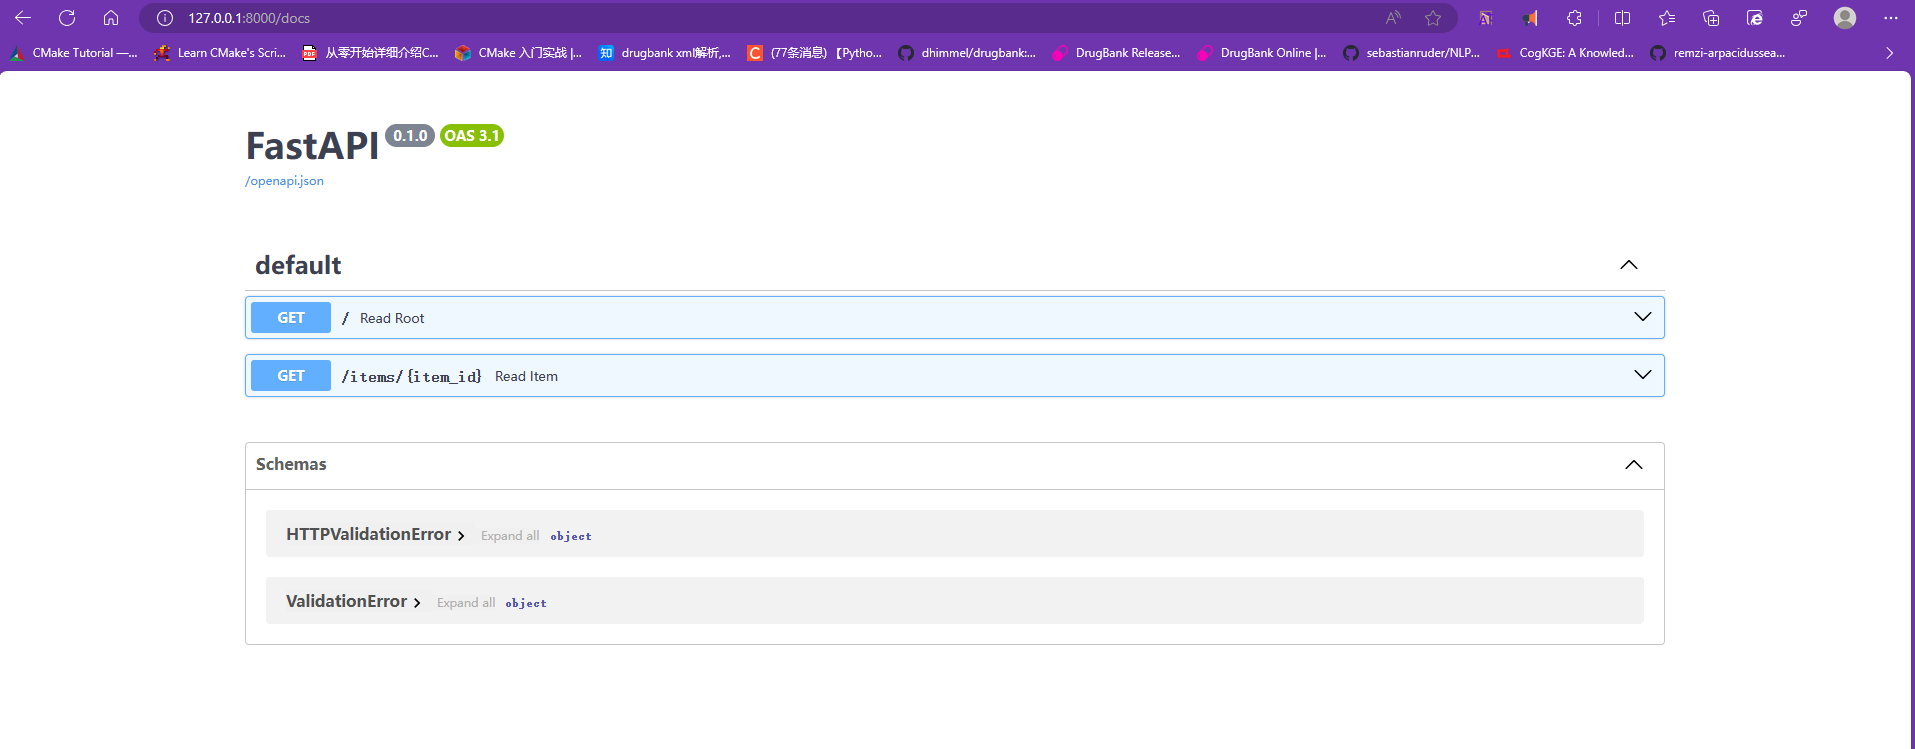 127.0.0.1:8000/docs
CMake Tutorial —... Learn CMake's Scri... 从零开始详细介绍C... CMake 入门实战 |... drugbank xml解析,... (77条消息) 【Pytho... dhimmel/drugbank:... DrugBank Release... DrugBank Online |... sebastianruder/NLP... CogKGE: A Knowled... remzi-arpacidussea...
FastAPI 0.1.0 OAS 3.1
/openapi.json
default
GET / Read Root
GET /items/{item_id} Read Item
Schemas
HTTPValidationError Expand all object
ValidationError Expand all object